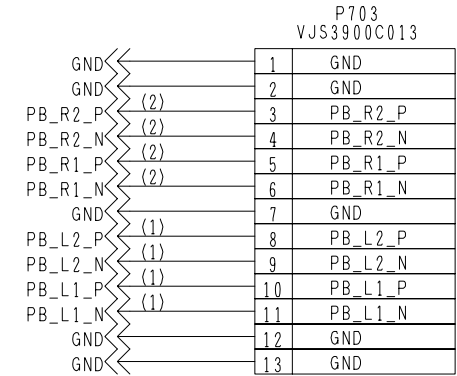 P703
VJS3900C013
GND 1 GND
GND 2 GND
PB_R2_P (2) 3 PB_R2_P
PB_R2_N (2) 4 PB_R2_N
PB_R1_P (2) 5 PB_R1_P
PB_R1_N (2) 6 PB_R1_N
GND 7 GND
PB_L2_P (1) 8 PB_L2_P
PB_L2_N (1) 9 PB_L2_N
PB_L1_P (1) 10 PB_L1_P
PB_L1_N (1) 11 PB_L1_N
GND 12 GND
GND 13 GND